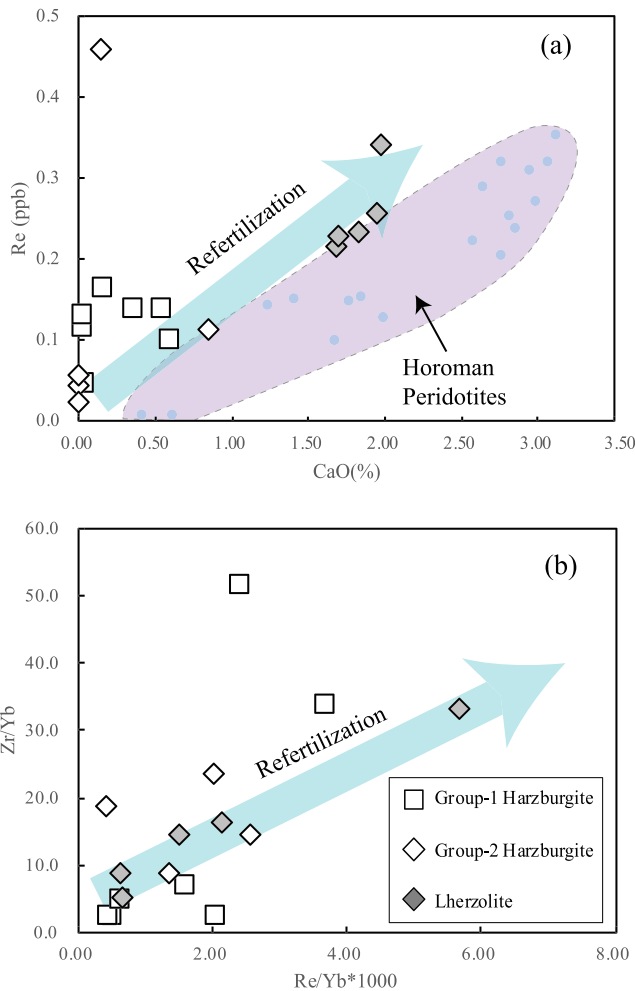 (a)
Re (ppb)
0.5
0.4
0.3
0.2
0.1
0.0
Refertilization
Horoman
Peridotites
0.00 0.50 1.00 1.50 2.00 2.50 3.00 3.50
CaO(%)
(b)
Zr/Yb
60.0
50.0
40.0
30.0
20.0
10.0
0.0
Refertilization
Group-1 Harzburgite
Group-2 Harzburgite
Lherzolite
0.00 2.00 4.00 6.00 8.00
Re/Yb*1000